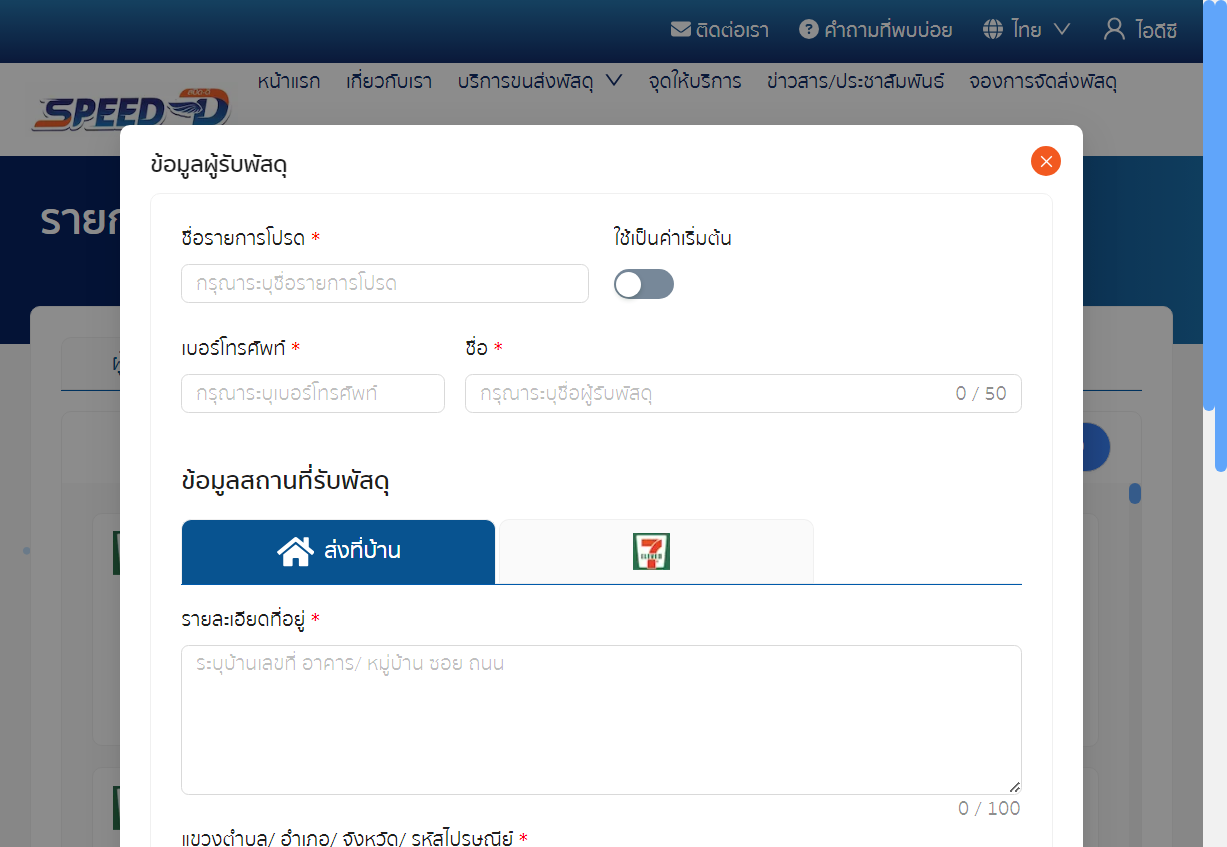 ติดต่อเรา ? คำถามที่พบบ่อย ไทย ไอดีซี
หน้าแรก เกี่ยวกับเรา บริการขนส่งพัสดุ จุดให้บริการ ข่าวสาร/ประชาสัมพันธ์ จองการจัดส่งพัสดุ
SPEED-D
ข้อมูลผู้รับพัสดุ
ชื่อรายการโปรด * ใช้เป็นค่าเริ่มต้น
กรุณาระบุชื่อรายการโปรด
เบอร์โทรศัพท์ * ชื่อ *
กรุณาระบุเบอร์โทรศัพท์ กรุณาระบุชื่อผู้รับพัสดุ 0 / 50
ข้อมูลสถานที่รับพัสดุ
ส่งที่บ้าน 7 ELEVEn
รายละเอียดที่อยู่ *
ระบุบ้านเลขที่ อาคาร/ หมู่บ้าน ซอย ถนน
0 / 100
แขวงตำบล/ อำเภอ/ จังหวัด/ รหัสไปรษณีย์ *